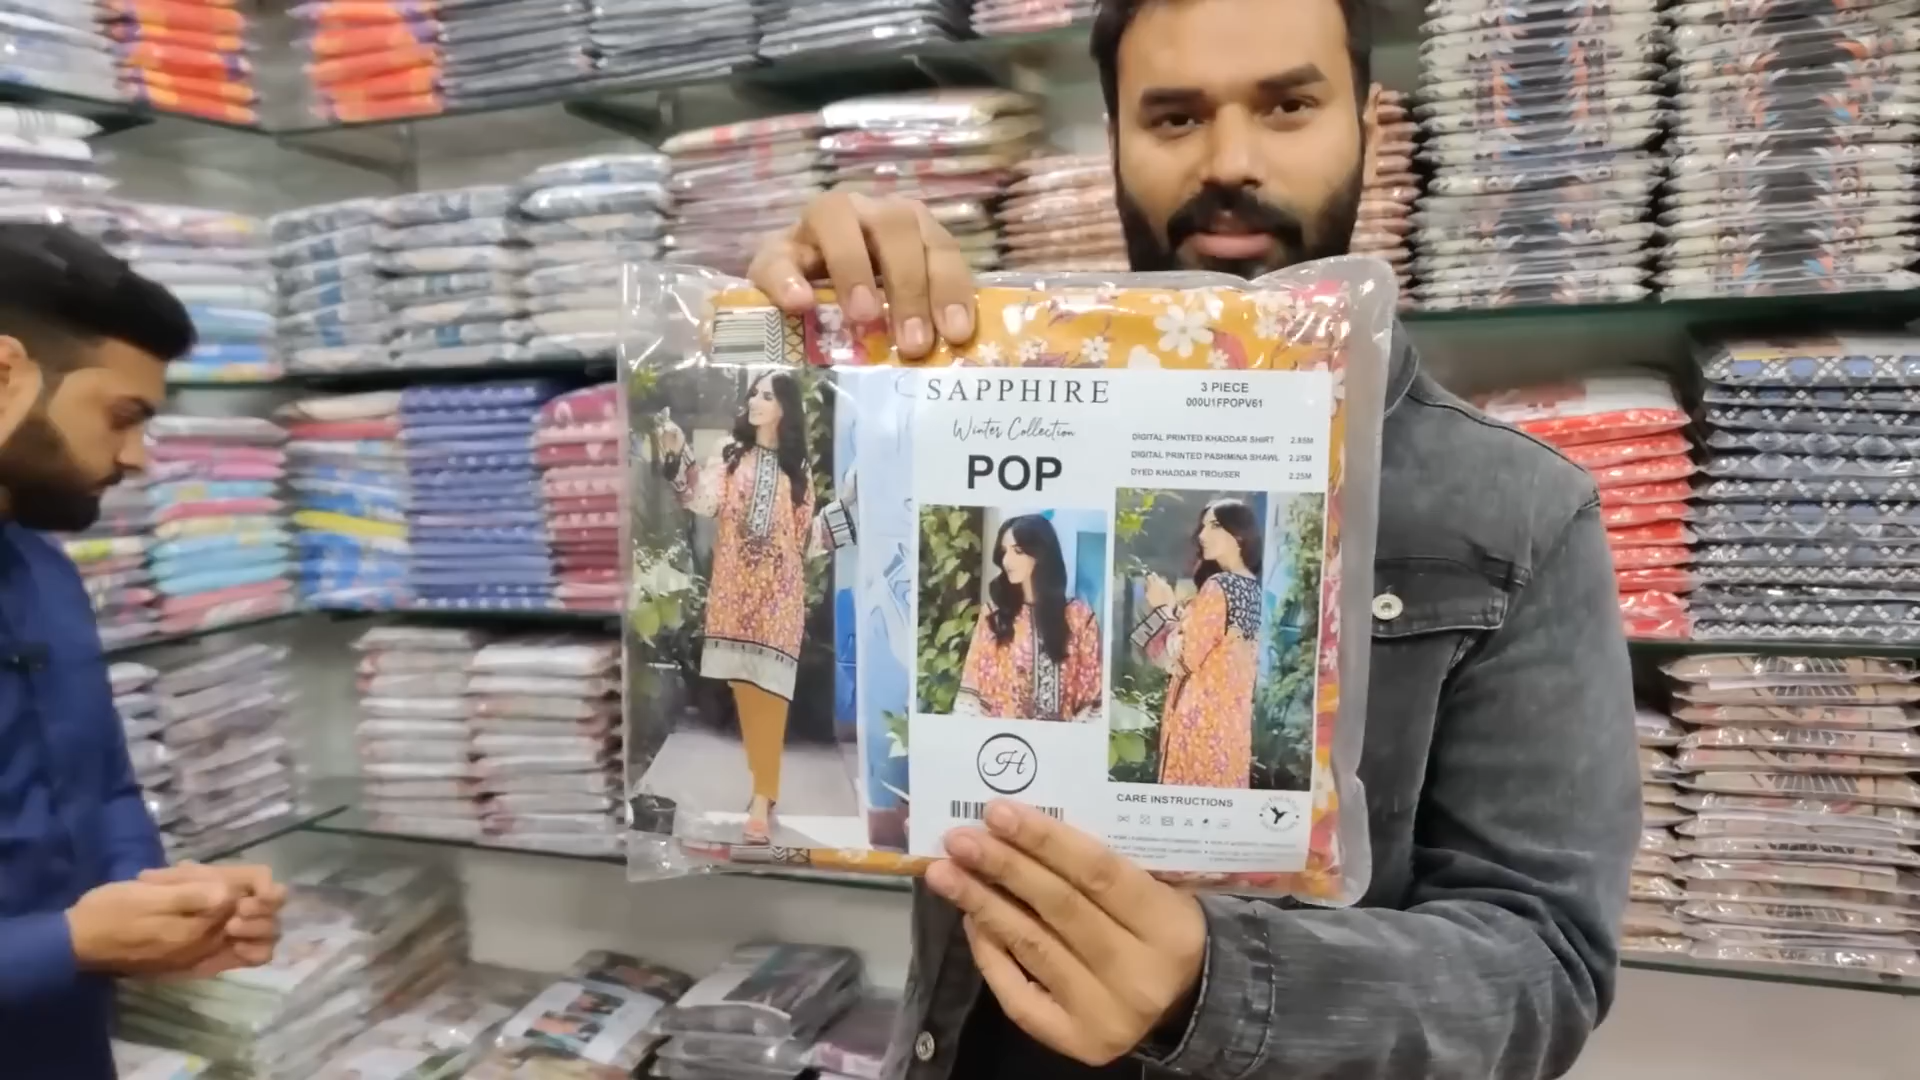 SAPPHIRE
Winter Collection
POP
3 PIECE
000U1FPOPV61
DIGITAL PRINTED KHADDAR SHIRT 2.85M
DIGITAL PRINTED PASHMINA SHAWL 2.25M
DYED KHADDAR TROUSER 2.25M
H
CARE INSTRUCTIONS